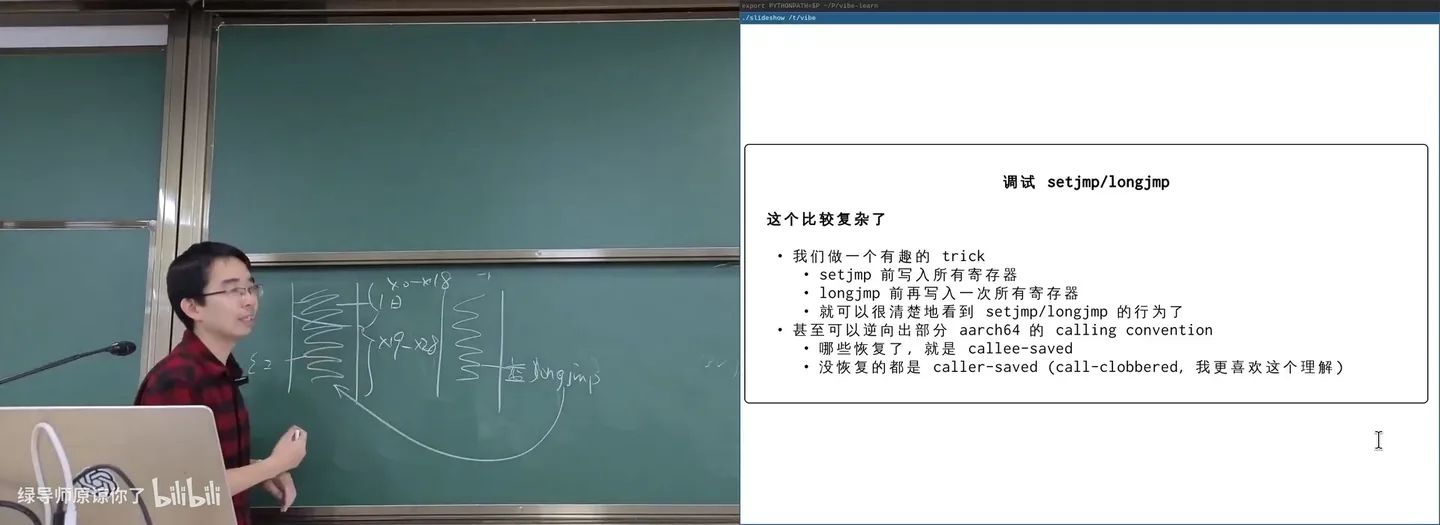 export PYTHONPATH=$P ~/P/vibe-learn
./slideshow /t/vibe
调试 setjmp/longjmp
这个比较复杂了
• 我们做一个有趣的 trick
• setjmp 前写入所有寄存器
• longjmp 前再写入一次所有寄存器
• 就可以很清楚地看到 setjmp/longjmp 的行为了
• 甚至可以逆向出部分 aarch64 的 calling convention
• 哪些恢复了, 就是 callee-saved
• 没恢复的都是 caller-saved (call-clobbered, 我更喜欢这个理解)
x0-x18
x19-x28
蓝 longjmp
绿导师原谅你了 bilibili